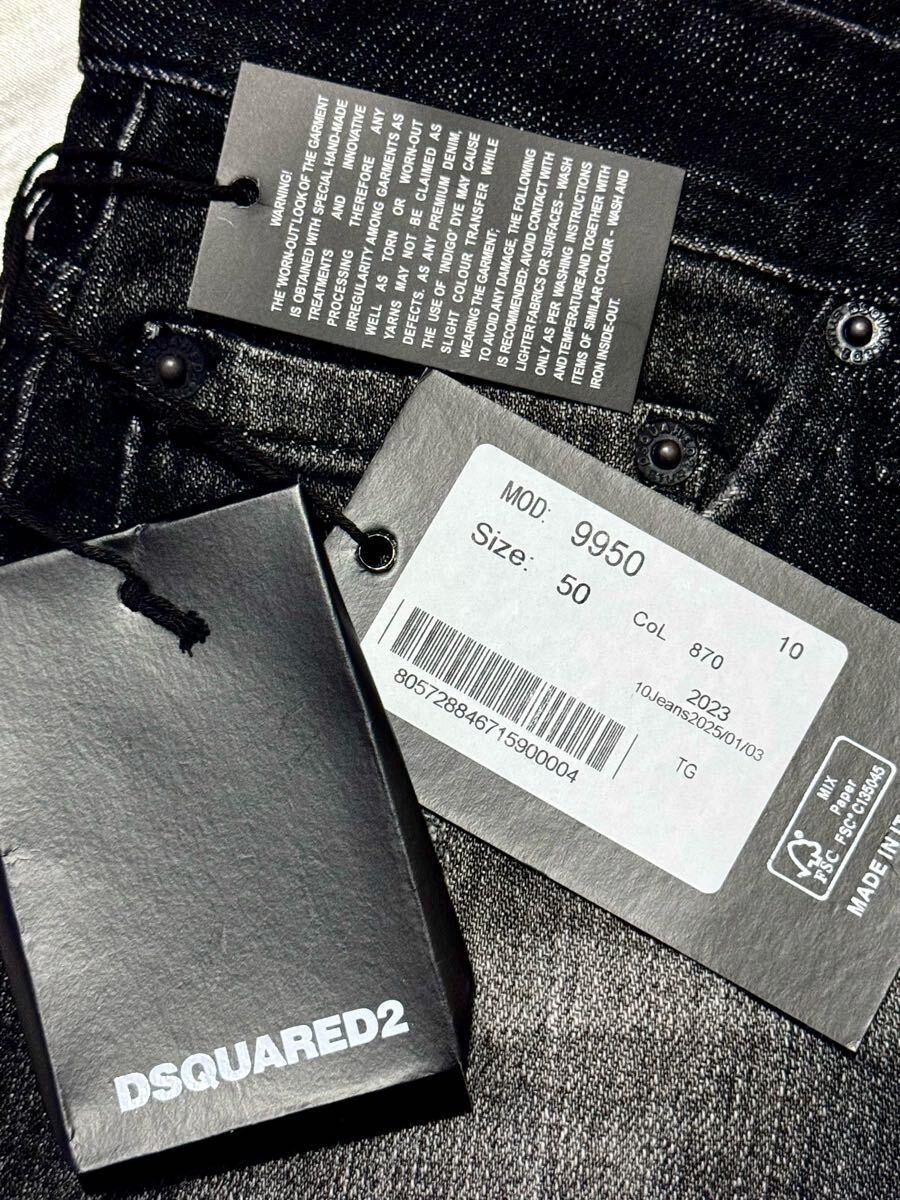 WARNING!
THE 'WORN-OUT' LOOK OF THE GARMENT
IS OBTAINED WITH SPECIAL HAND-MADE
TREATMENTS AND INNOVATIVE
PROCESSING THEREFORE ANY
IRREGULARITY AMONG GARMENTS AS
WELL AS TORN OR WORN-OUT
YARNS MAY NOT BE CLAIMED AS
DEFECTS. AS ANY PREMIUM DENIM,
THE USE OF 'INDIGO' DYE MAY CAUSE
SLIGHT COLOUR TRANSFER WHILE
WEARING THE GARMENT;
TO AVOID ANY DAMAGE, THE FOLLOWING
IS RECOMMENDED: AVOID CONTACT WITH
LIGHTER FABRICS OR SURFACES - WASH
ONLY AS PER WASHING INSTRUCTIONS
AND TEMPERATURE AND TOGETHER WITH
ITEMS OF SIMILAR COLOUR - WASH AND
IRON INSIDE-OUT.
MOD: 9950
Size: 50
CoL 870 10
2023
10Jeans2025/01/03
TG
805728846715900004
MIX
Paper
FSC FSC® C135045
MADE IN
DSQUARED2